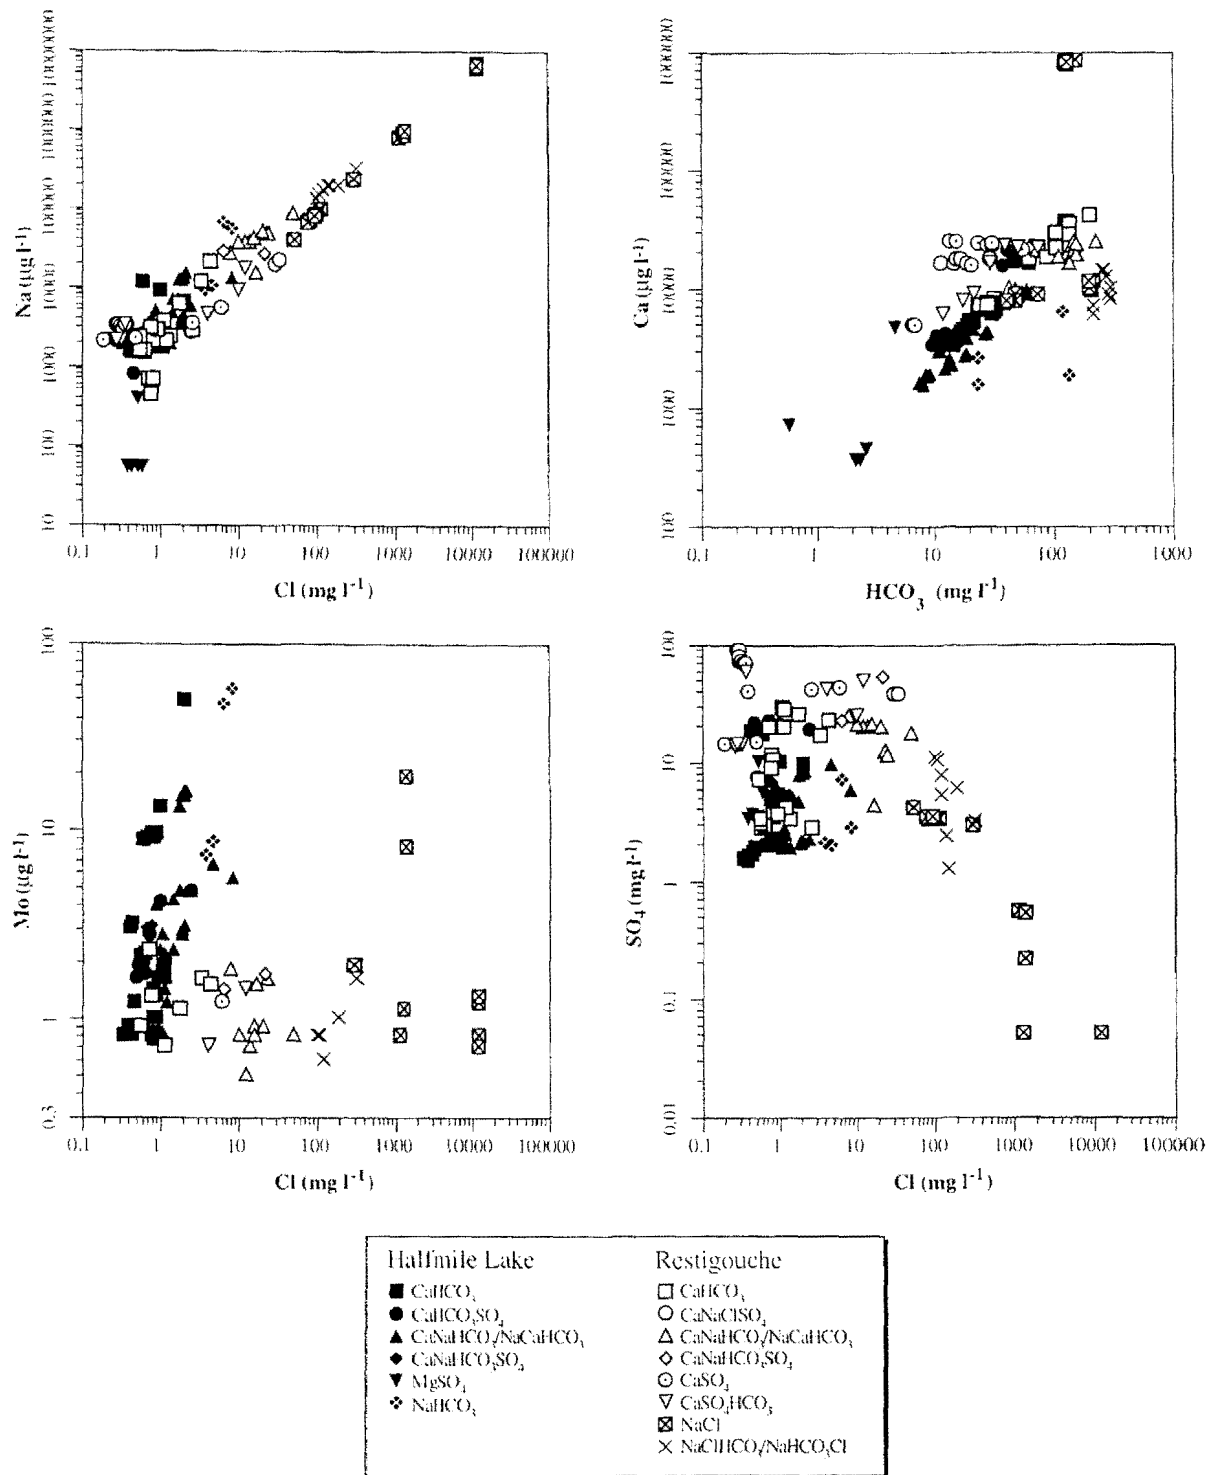 10000000
1000000
100000
10000
1000
100
10
Na (µg l-1)
0.1 1 10 100 1000 10000 100000
Cl (mg l-1)
1000000
100000
10000
1000
100
Ca (µg l-1)
0.1 1 10 100 1000
HCO3 (mg l-1)
100
10
1
0.3
Mo (µg l-1)
0.1 1 10 100 1000 10000 100000
Cl (mg l-1)
100
10
1
0.1
0.01
SO4 (mg l-1)
0.1 1 10 100 1000 10000 100000
Cl (mg l-1)
Halfmile Lake
CaHCO3
CaHCO3SO4
CaNaHCO3/NaCaHCO3
CaNaHCO3SO4
MgSO4
NaHCO3
Restigouche
CaHCO3
CaNaClSO4
CaNaHCO3/NaCaHCO3
CaNaHCO3SO4
CaSO4
CaSO4HCO3
NaCl
NaClHCO3/NaHCO3Cl